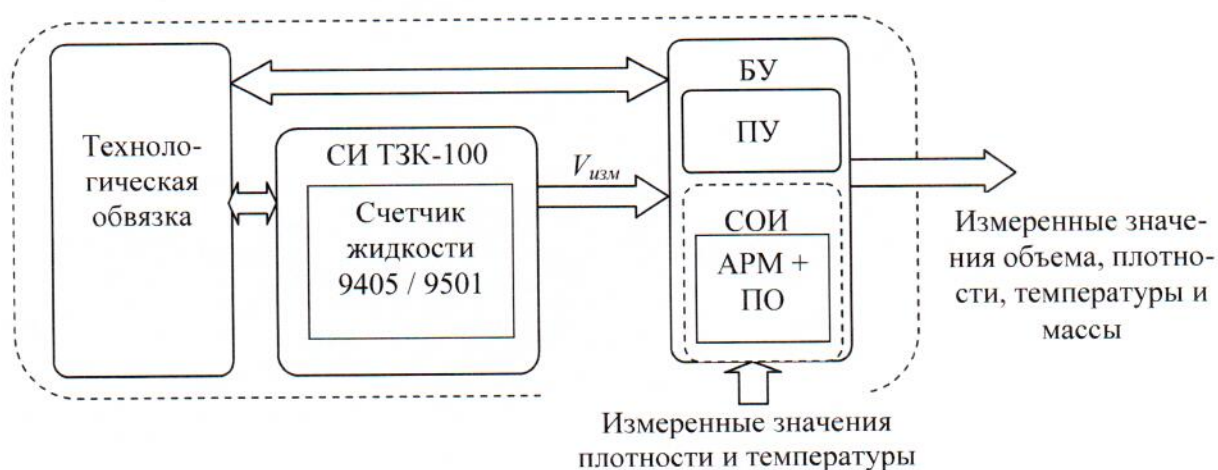 Техноло-
гическая
обвязка
СИ ТЗК-100
Счетчик
жидкости
9405 / 9501
Vизм
БУ
ПУ
СОИ
АРМ +
ПО
Измеренные значе-
ния объема, плотно-
сти, температуры и
массы
Измеренные значения
плотности и температуры